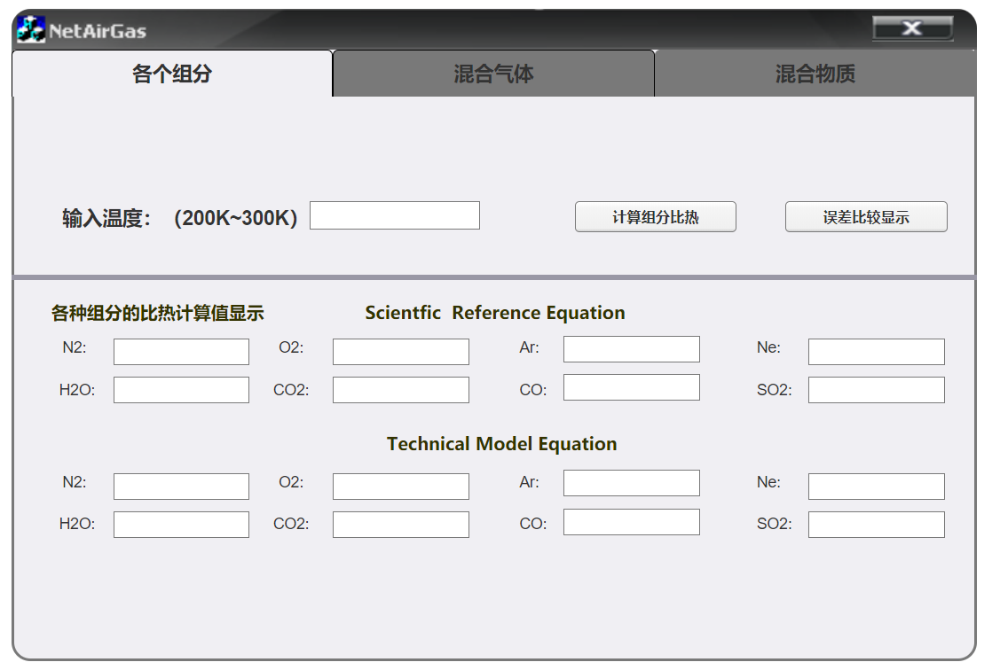 NetAirGas
各个组分 混合气体 混合物质
输入温度：（200K~300K） 计算组分比热 误差比较显示
各种组分的比热计算值显示 Scientfic Reference Equation
N2: O2: Ar: Ne:
H2O: CO2: CO: SO2:
Technical Model Equation
N2: O2: Ar: Ne:
H2O: CO2: CO: SO2: